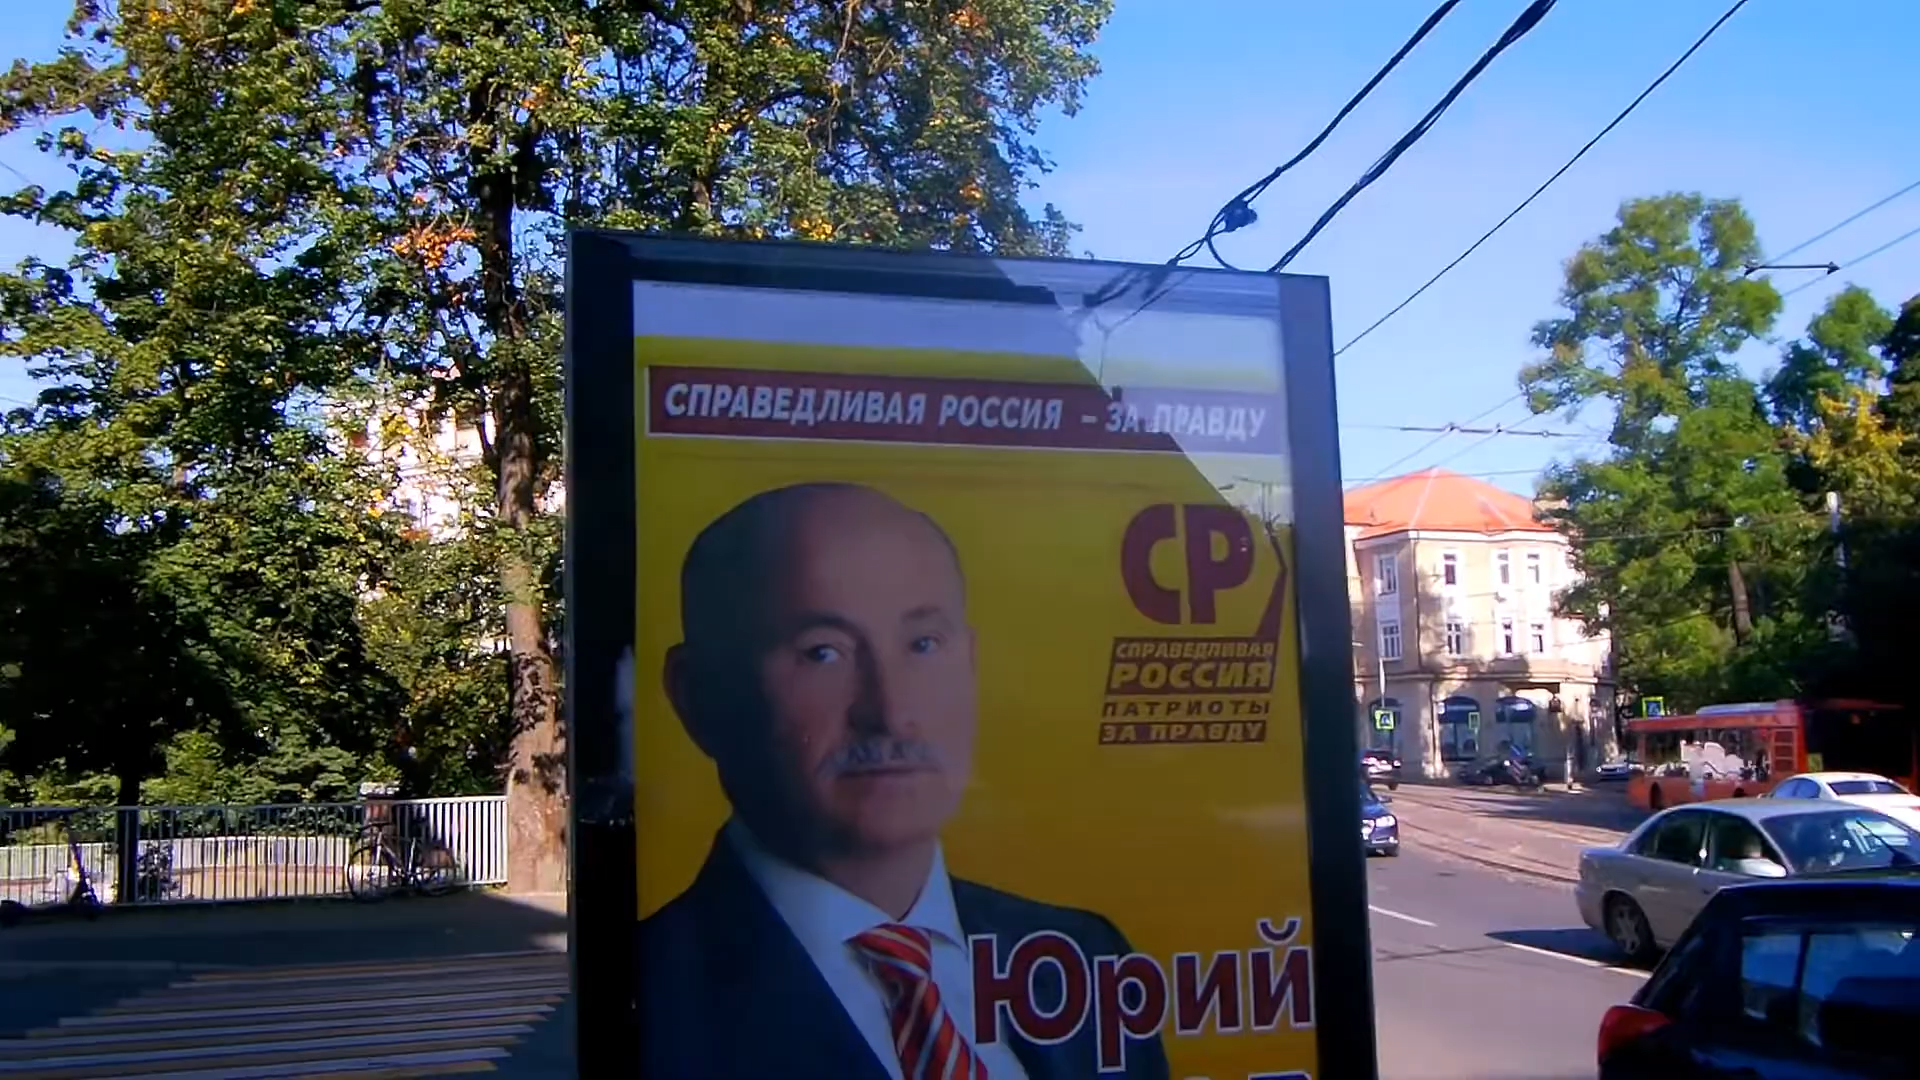 СПРАВЕДЛИВАЯ РОССИЯ – ЗА ПРАВДУ
СР
СПРАВЕДЛИВАЯ
РОССИЯ
ПАТРИОТЫ
ЗА ПРАВДУ
Юрий